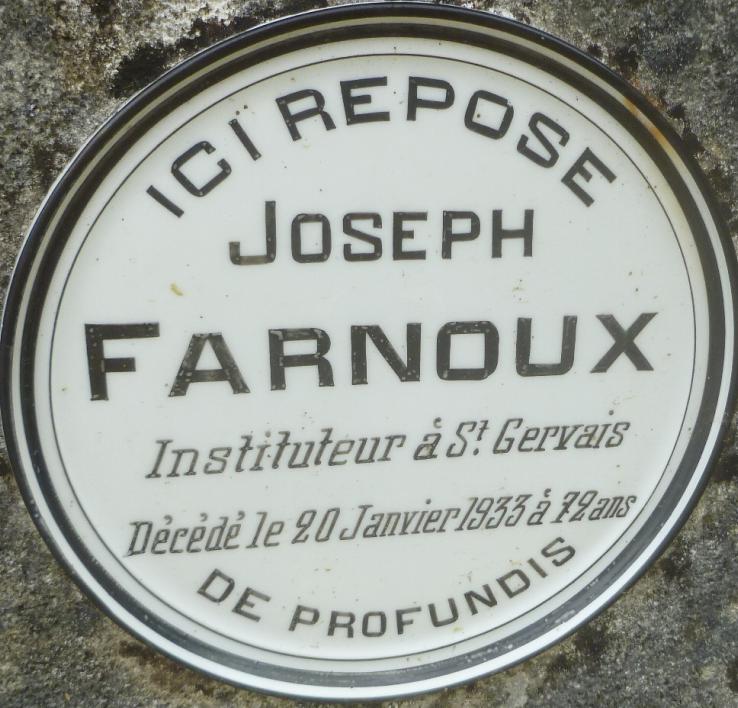 ICI REPOSE
JOSEPH
FARNOUX
Instituteur à St Gervais
Décédé le 20 Janvier 1933 à 72 ans
DE PROFUNDIS